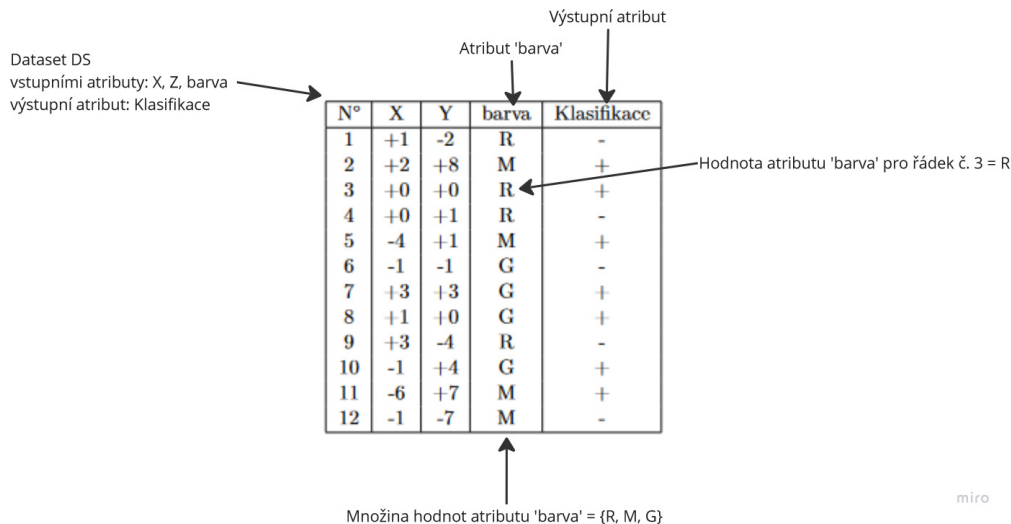 Výstupní atribut
Atribut 'barva'
Dataset DS
vstupními atributy: X, Z, barva
výstupní atribut: Klasifikace
N° X Y barva Klasifikace
1 +1 -2 R -
2 +2 +8 M +
3 +0 +0 R +
4 +0 +1 R -
5 -4 +1 M +
6 -1 -1 G -
7 +3 +3 G +
8 +1 +0 G +
9 +3 -4 R -
10 -1 +4 G +
11 -6 +7 M +
12 -1 -7 M -
Hodnota atributu 'barva' pro řádek č. 3 = R
Množina hodnot atributu 'barva' = {R, M, G}
miro